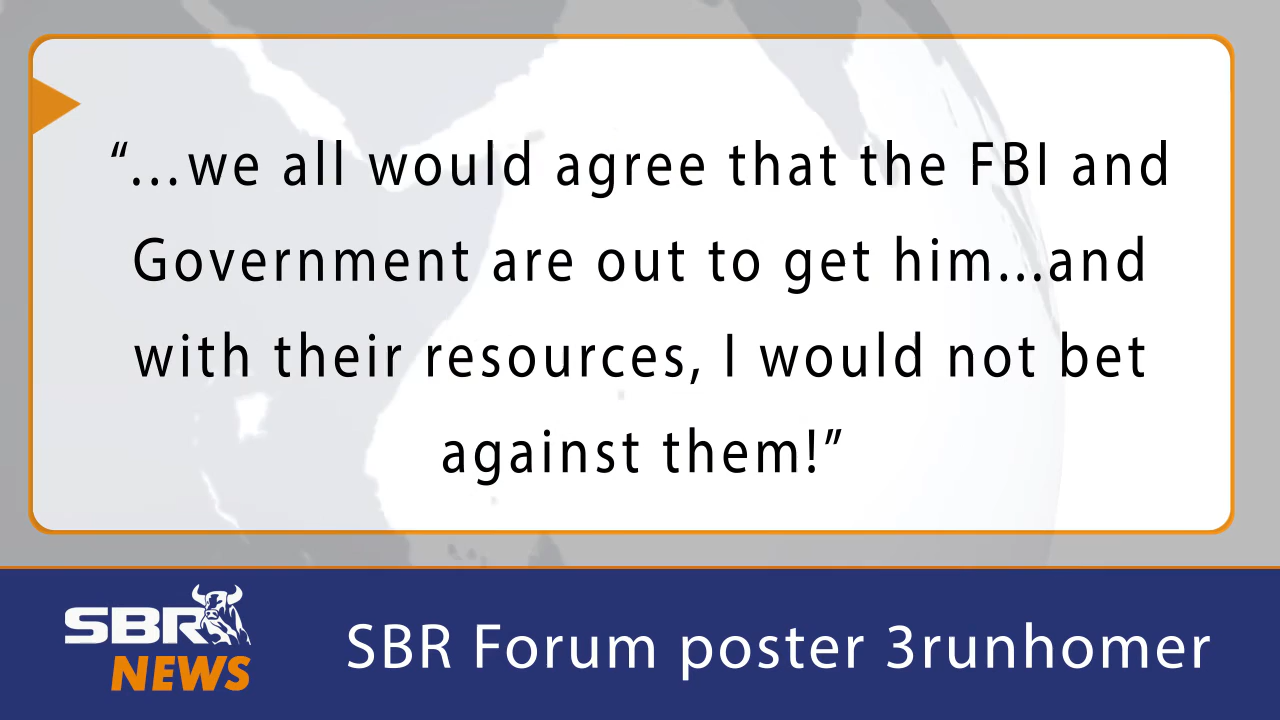 “...we all would agree that the FBI and
Government are out to get him...and
with their resources, I would not bet
against them!”
SBR
NEWS
SBR Forum poster 3runhomer